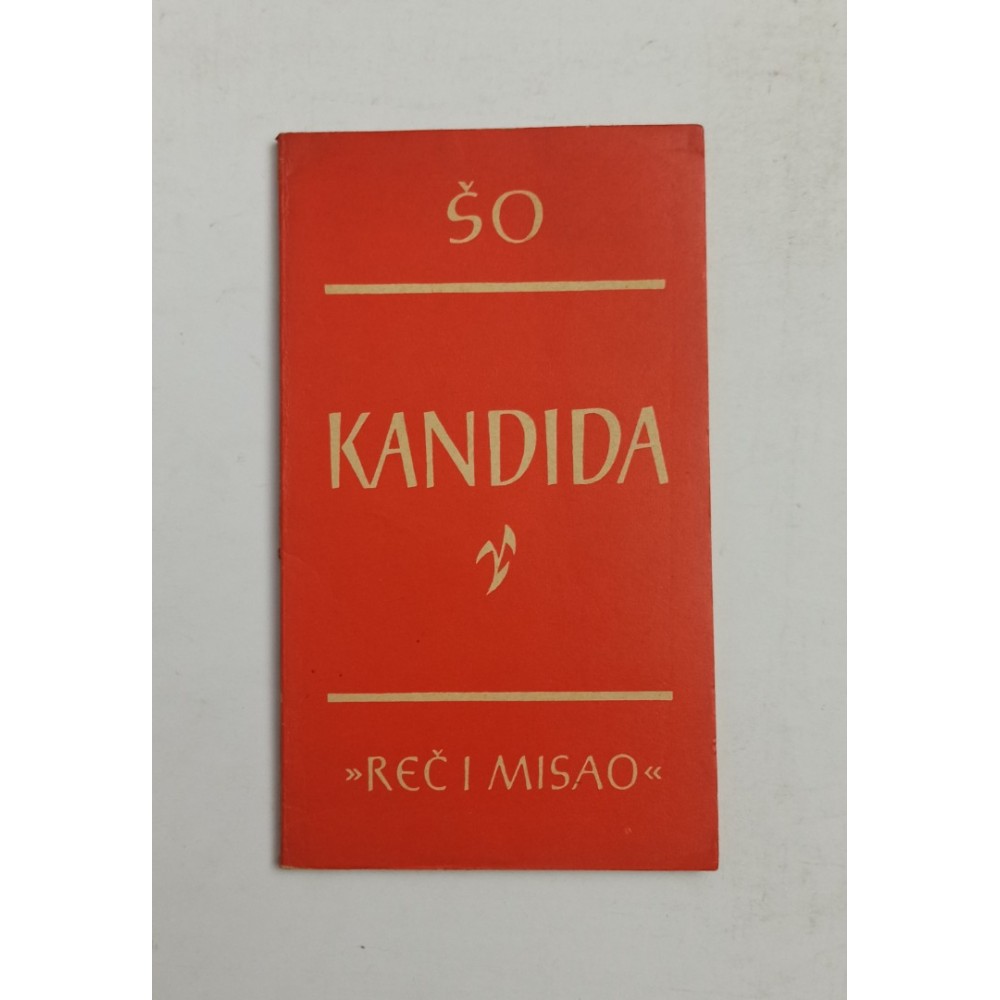 ŠO
KANDIDA
»REČ I MISAO«